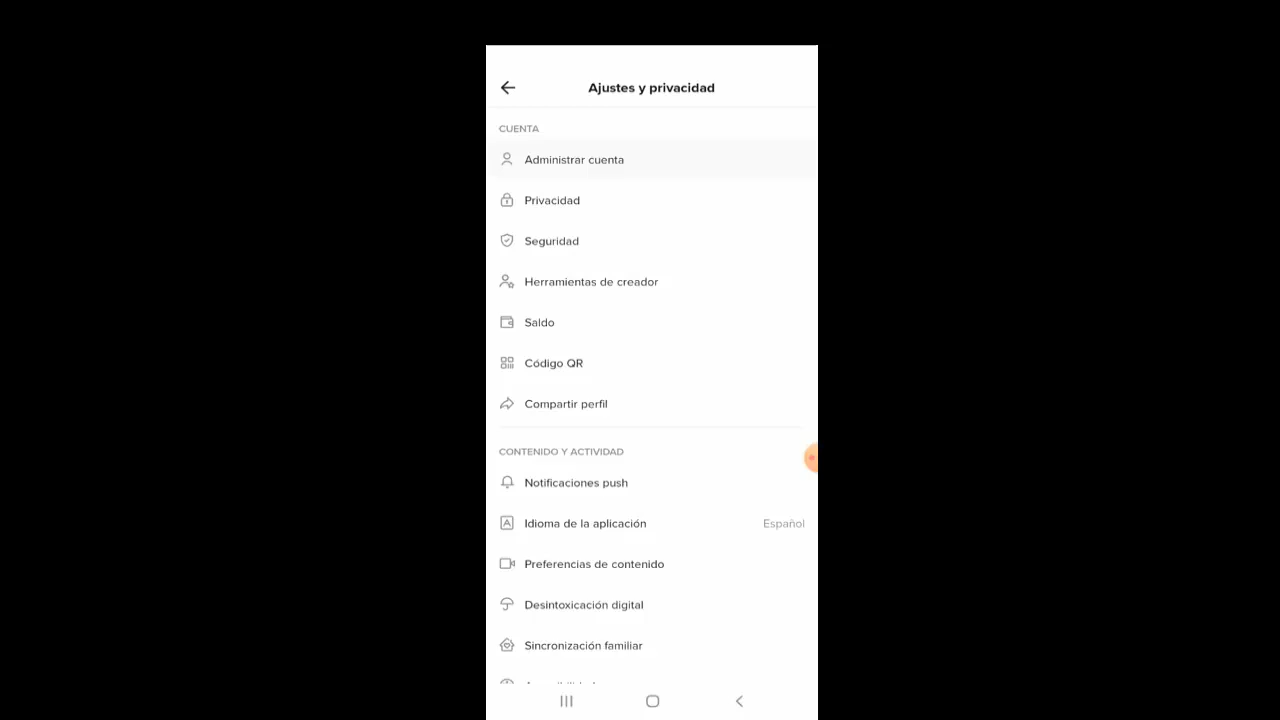 Ajustes y privacidad
CUENTA
Administrar cuenta
Privacidad
Seguridad
Herramientas de creador
Saldo
Código QR
Compartir perfil
CONTENIDO Y ACTIVIDAD
Notificaciones push
Idioma de la aplicación Español
Preferencias de contenido
Desintoxicación digital
Sincronización familiar